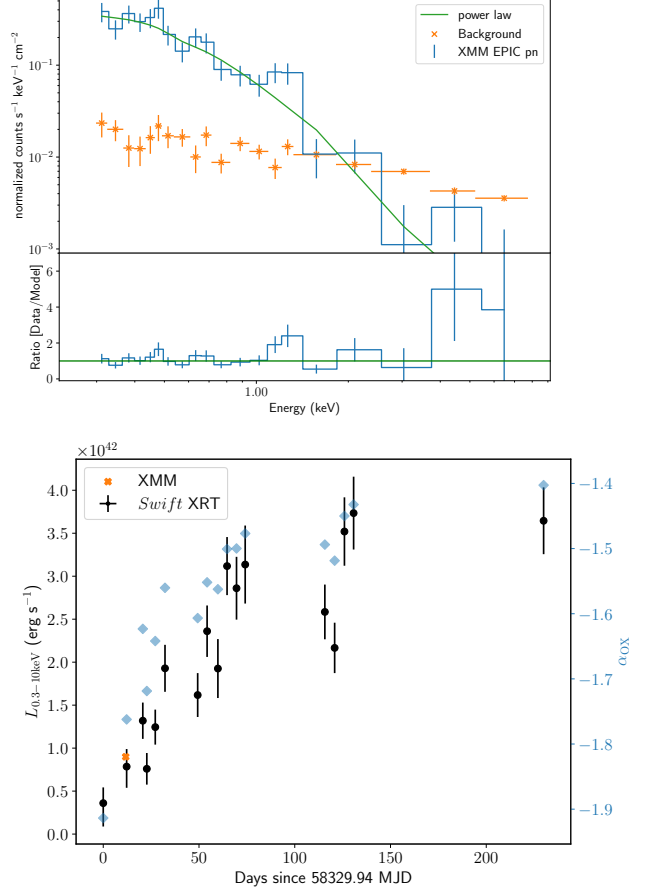 power law
Background
XMM EPIC pn
normalized counts s⁻¹ keV⁻¹ cm⁻²
10⁻¹
10⁻²
10⁻³
Ratio [Data/Model]
6
4
2
0
1.00
Energy (keV)
×10⁴²
XMM
Swift XRT
L₀.₃₋₁₀ₖₑᵥ (erg s⁻¹)
4.0
3.5
3.0
2.5
2.0
1.5
1.0
0.5
0.0
−1.4
−1.5
−1.6
−1.7
−1.8
−1.9
αOX
0
50
100
150
200
Days since 58329.94 MJD